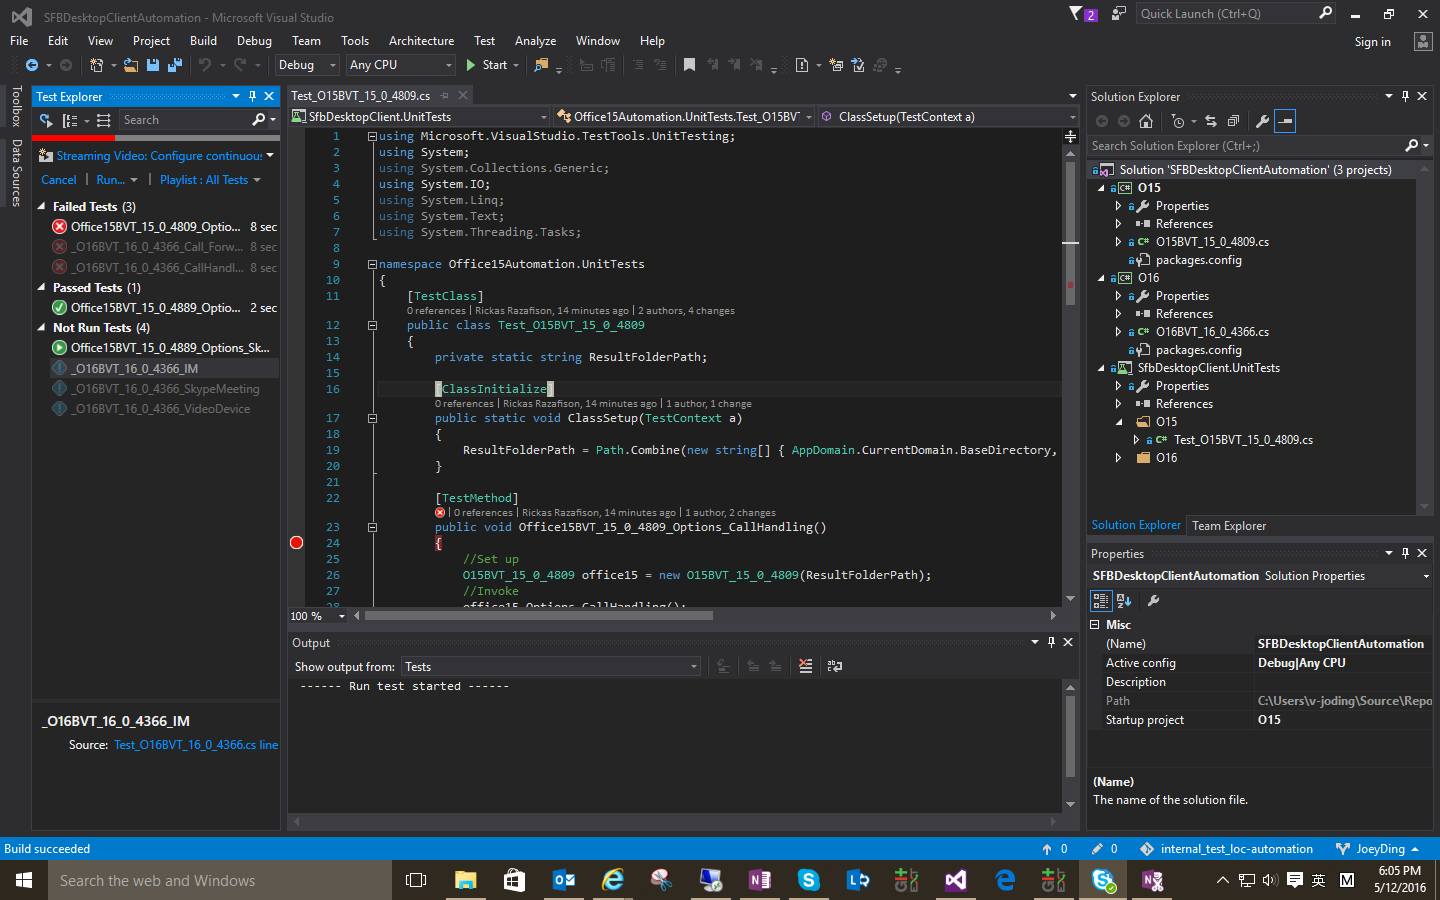 SFBDesktopClientAutomation - Microsoft Visual Studio
2
Quick Launch (Ctrl+Q)
File Edit View Project Build Debug Team Tools Architecture Test Analyze Window Help
Sign in
Debug Any CPU Start
Toolbox
Data Sources
Test Explorer
Search
Streaming Video: Configure continuou
Cancel | Run... | Playlist : All Tests
Failed Tests (3)
Office15BVT_15_0_4809_Optio... 8 sec
_O16BVT_16_0_4366_Call_Forw... 8 sec
_O16BVT_16_0_4366_CallHandl... 8 sec
Passed Tests (1)
Office15BVT_15_0_4889_Optio... 2 sec
Not Run Tests (4)
Office15BVT_15_0_4889_Options_Sk...
_O16BVT_16_0_4366_IM
_O16BVT_16_0_4366_SkypeMeeting
_O16BVT_16_0_4366_VideoDevice
_O16BVT_16_0_4366_IM
Source: Test_O16BVT_16_0_4366.cs line
Test_O15BVT_15_0_4809.cs
SfbDesktopClient.UnitTests
Office15Automation.UnitTests.Test_O15BVT
ClassSetup(TestContext a)
1 using Microsoft.VisualStudio.TestTools.UnitTesting;
2 using System;
3 using System.Collections.Generic;
4 using System.IO;
5 using System.Linq;
6 using System.Text;
7 using System.Threading.Tasks;
8
9 namespace Office15Automation.UnitTests
10 {
11 [TestClass]
0 references | Rickas Razafison, 14 minutes ago | 2 authors, 4 changes
12 public class Test_O15BVT_15_0_4809
13 {
14 private static string ResultFolderPath;
15
16 [ClassInitialize]
0 references | Rickas Razafison, 14 minutes ago | 1 author, 1 change
17 public static void ClassSetup(TestContext a)
18 {
19 ResultFolderPath = Path.Combine(new string[] { AppDomain.CurrentDomain.BaseDirectory,
20 }
21
22 [TestMethod]
| 0 references | Rickas Razafison, 14 minutes ago | 1 author, 2 changes
23 public void Office15BVT_15_0_4809_Options_CallHandling()
24 {
25 //Set up
26 O15BVT_15_0_4809 office15 = new O15BVT_15_0_4809(ResultFolderPath);
27 //Invoke
28 office15.Options.CallHandling();
100 %
Output
Show output from: Tests
------ Run test started ------
Solution Explorer
Search Solution Explorer (Ctrl+;)
Solution 'SFBDesktopClientAutomation' (3 projects)
C# O15
Properties
References
C# O15BVT_15_0_4809.cs
packages.config
C# O16
Properties
References
C# O16BVT_16_0_4366.cs
packages.config
SfbDesktopClient.UnitTests
Properties
References
O15
C# Test_O15BVT_15_0_4809.cs
O16
Solution Explorer Team Explorer
Properties
SFBDesktopClientAutomation Solution Properties
Misc
(Name) SFBDesktopClientAutomation
Active config Debug|Any CPU
Description
Path C:\Users\v-joding\Source\Repo
Startup project O15
(Name)
The name of the solution file.
Build succeeded
0 0 internal_test_loc-automation JoeyDing
Search the web and Windows
英 M
6:05 PM
5/12/2016